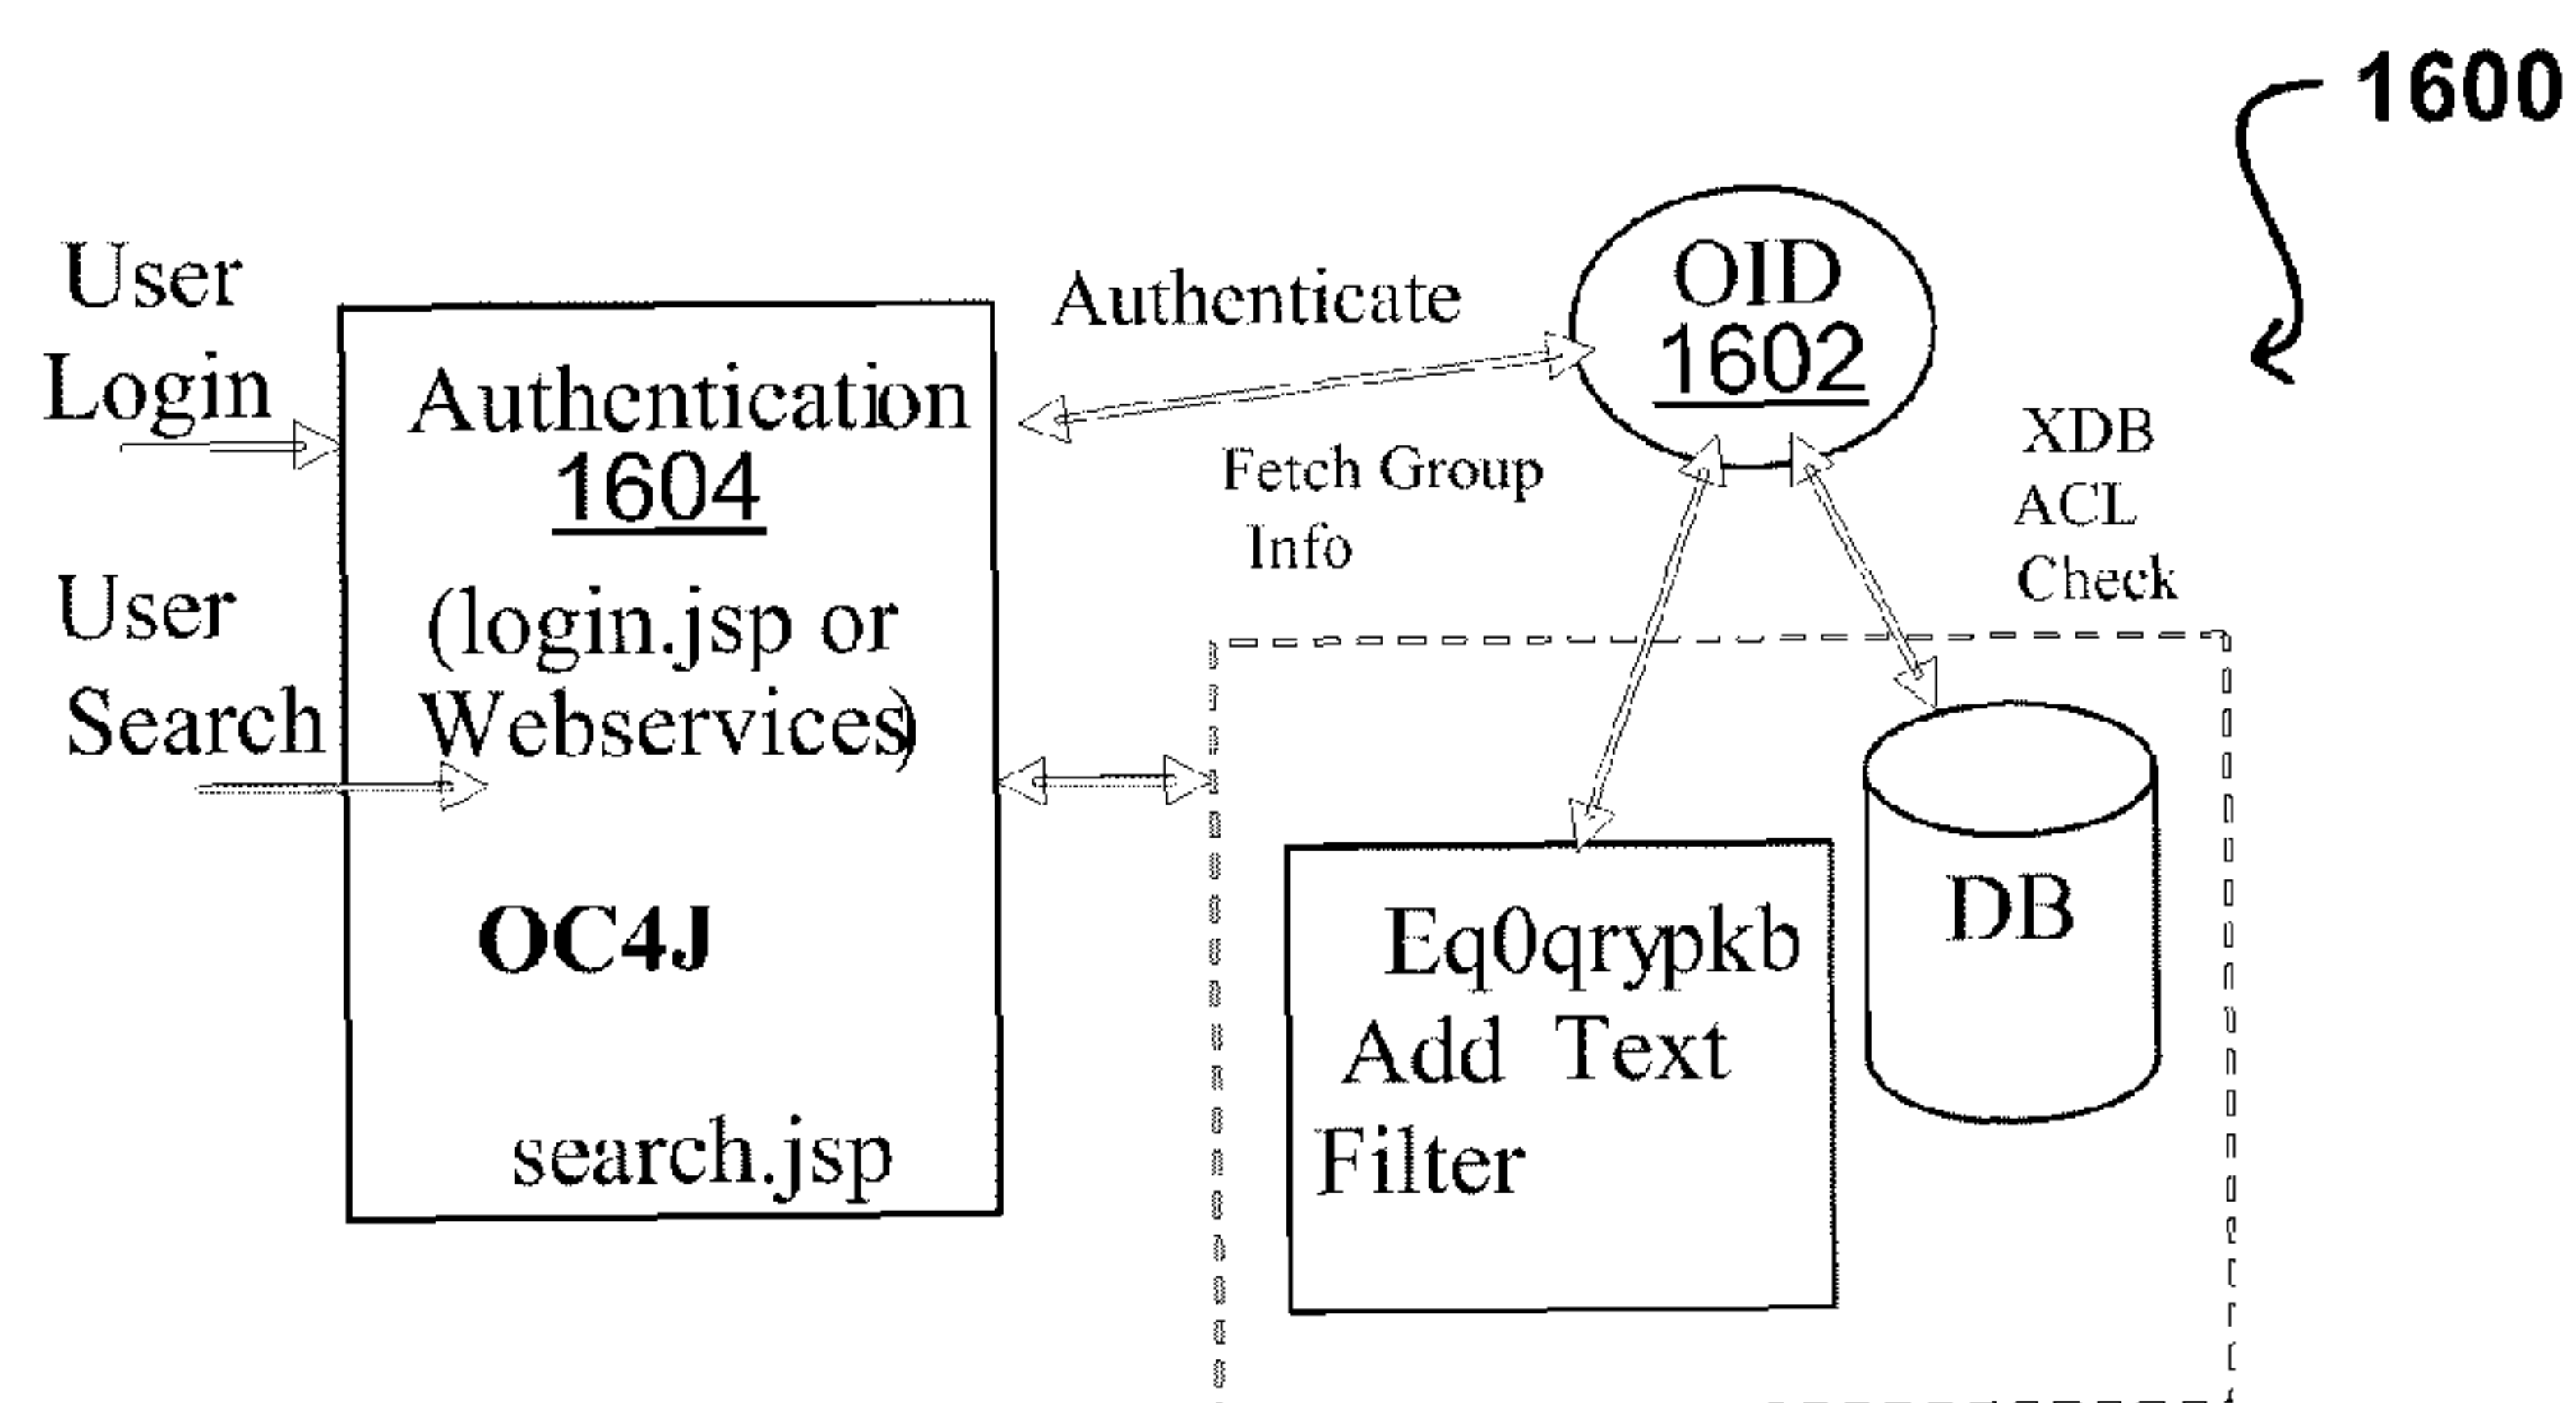 1600
User
Login
User
Search
Authentication
1604
(login.jsp or
Webservices)
OC4J
search.jsp
Authenticate
OID
1602
Fetch Group
Info
XDB
ACL
Check
Eq0qrypkb
Add Text
Filter
DB